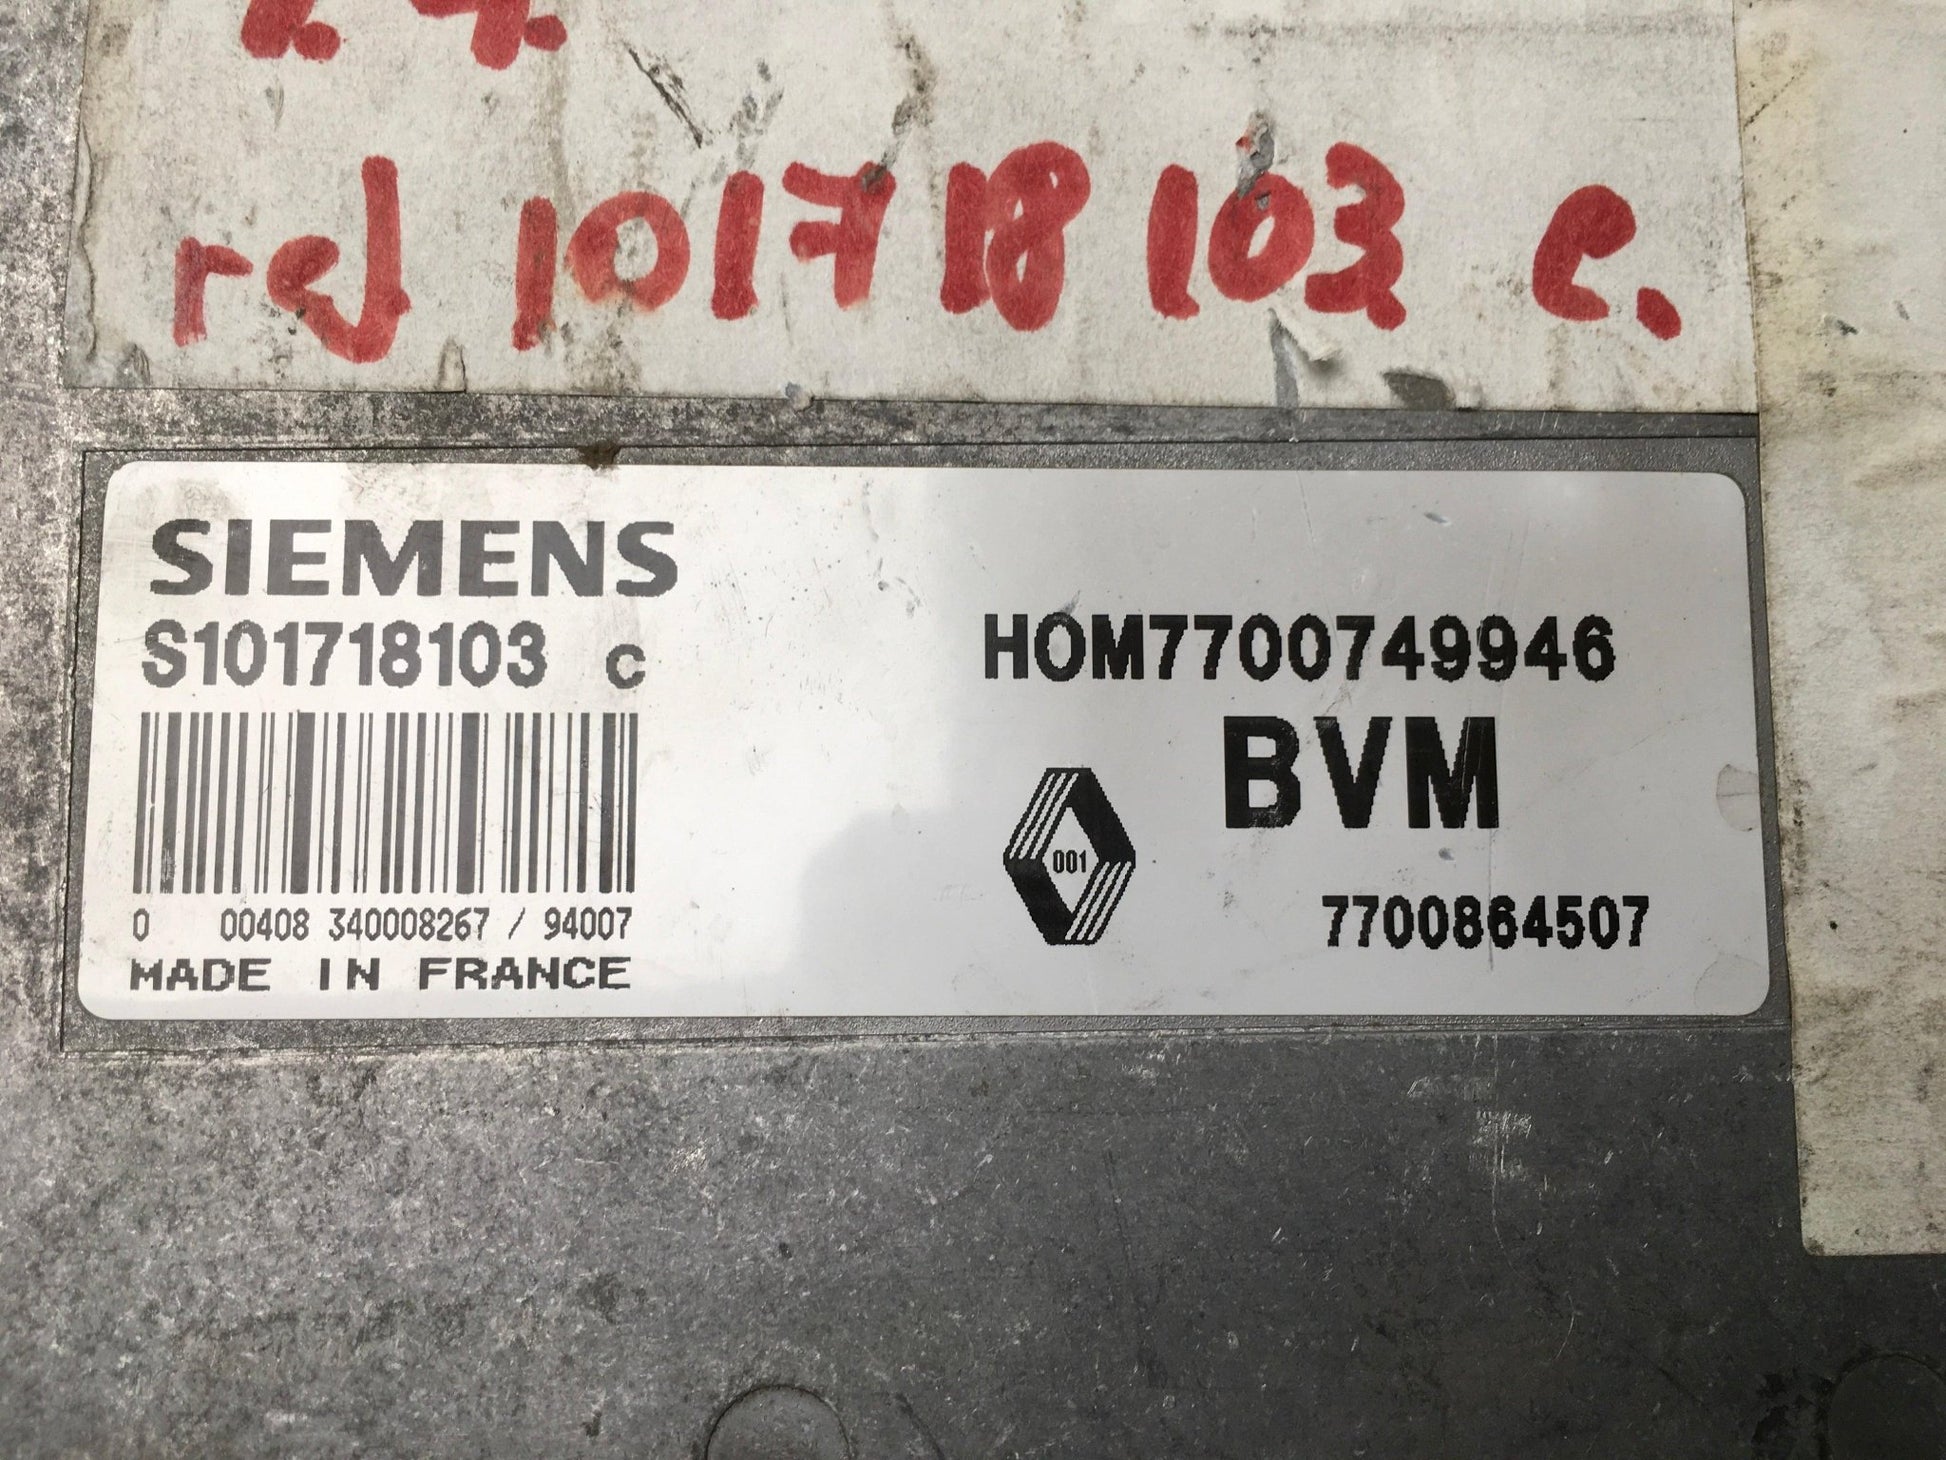 ref 101718103 c.
SIEMENS
S101718103 C
HOM7700749946
BVM
001
7700864507
0 00408 340008267 / 94007
MADE IN FRANCE